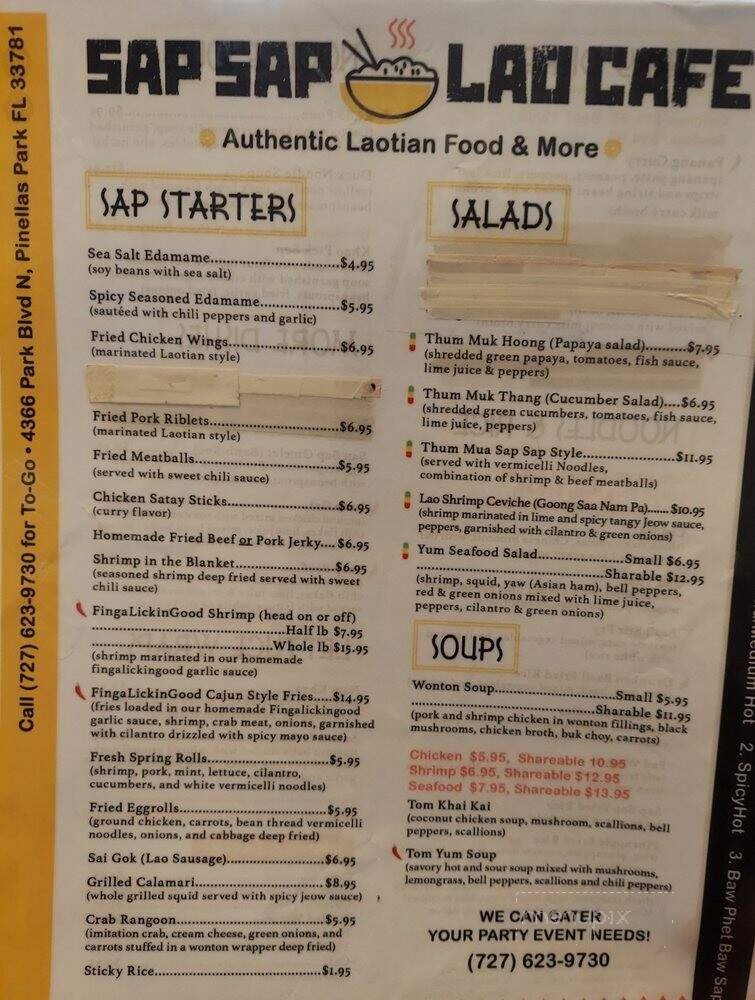 Call (727) 623-9730 for To-Go • 4366 Park Blvd N, Pinellas Park FL 33781
SAP SAP LAO CAFE
Authentic Laotian Food & More
SAP STARTERS
Sea Salt Edamame..............................$4.95
(soy beans with sea salt)
Spicy Seasoned Edamame...................$5.95
(sautéed with chili peppers and garlic)
Fried Chicken Wings...........................$6.95
(marinated Laotian style)
Fried Pork Riblets...............................$6.95
(marinated Laotian style)
Fried Meatballs..................................$5.95
(served with sweet chili sauce)
Chicken Satay Sticks..........................$6.95
(curry flavor)
Homemade Fried Beef or Pork Jerky....$6.95
Shrimp in the Blanket.........................$6.95
(seasoned shrimp deep fried served with sweet
chili sauce)
FingaLickinGood Shrimp (head on or off)
.............................................Half lb $7.95
..........................................Whole lb $15.95
(shrimp marinated in our homemade
fingalickingood garlic sauce)
FingaLickinGood Cajun Style Fries.....$14.95
(fries loaded in our homemade Fingalickingood
garlic sauce, shrimp, crab meat, onions, garnished
with cilantro drizzled with spicy mayo sauce)
Fresh Spring Rolls..............................$5.95
(shrimp, pork, mint, lettuce, cilantro,
cucumbers, and white vermicelli noodles)
Fried Eggrolls....................................$5.95
(ground chicken, carrots, bean thread vermicelli
noodles, onions, and cabbage deep fried)
Sai Gok (Lao Sausage).......................$6.95
Grilled Calamari................................$8.95
(whole grilled squid served with spicy jeow sauce)
Crab Rangoon...................................$5.95
(imitation crab, cream cheese, green onions, and
carrots stuffed in a wonton wrapper deep fried)
Sticky Rice.......................................$1.95
SALADS
Thum Muk Hoong (Papaya salad).........$7.95
(shredded green papaya, tomatoes, fish sauce,
lime juice & peppers)
Thum Muk Thang (Cucumber Salad)....$6.95
(shredded green cucumbers, tomatoes, fish sauce,
lime juice, peppers)
Thum Mua Sap Sap Style....................$11.95
(served with vermicelli Noodles,
combination of shrimp & beef meatballs)
Lao Shrimp Ceviche (Goong Saa Nam Pa)....... $10.95
(shrimp marinated in lime and spicy tangy Jeow sauce,
peppers, garnished with cilantro & green onions)
Yum Seafood Salad....................Small $6.95
...........................................Sharable $12.95
(shrimp, squid, yaw (Asian ham), bell peppers,
red & green onions mixed with lime juice,
peppers, cilantro & green onions)
SOUPS
Wonton Soup............................Small $5.95
..........................................Sharable $11.95
(pork and shrimp chicken in wonton fillings, black
mushrooms, chicken broth, buk choy, carrots)
Chicken $5.95, Shareable 10.95
Shrimp $6.95, Shareable $12.95
Seafood $7.95, Shareable $13.95
Tom Khai Kai
(coconut chicken soup, mushroom, scallions, bell
peppers, scallions)
Tom Yum Soup
(savory hot and sour soup mixed with mushrooms,
lemongrass, bell peppers, scallions and chili peppers)
WE CAN CATER
YOUR PARTY EVENT NEEDS!
(727) 623-9730
Hot 2. SpicyHot 3. Baw Phet Baw Sap